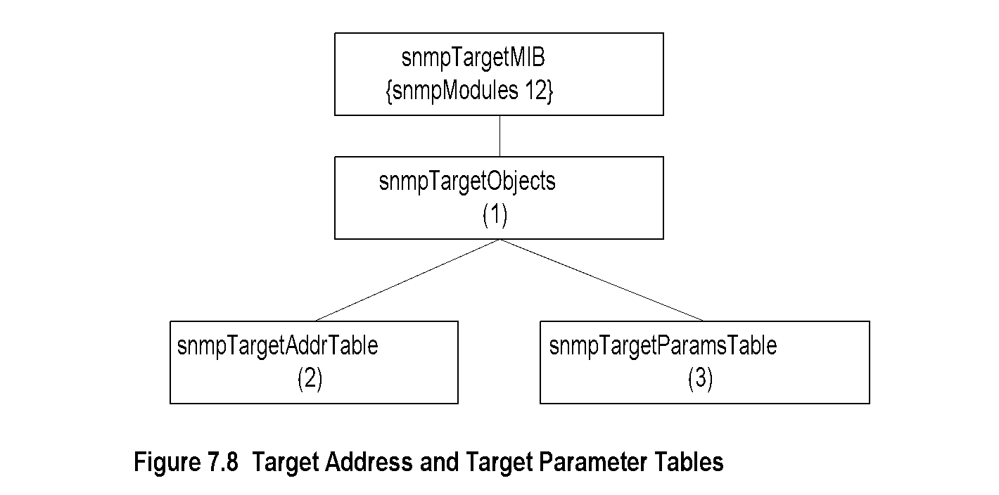 snmpTargetMIB
{snmpModules 12}
snmpTargetObjects
(1)
snmpTargetAddrTable
(2)
snmpTargetParamsTable
(3)
Figure 7.8 Target Address and Target Parameter Tables